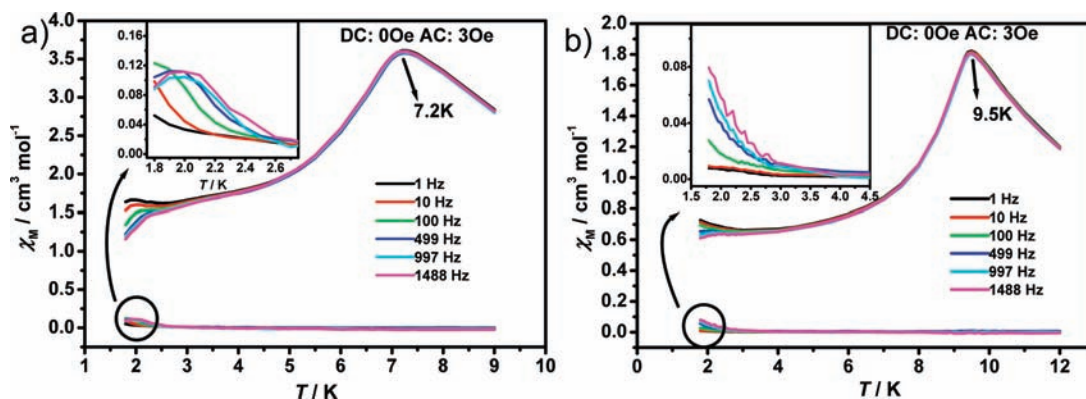 a)
DC: 0Oe AC: 3Oe
χM / cm³ mol⁻¹
4.0
3.5
3.0
2.5
2.0
1.5
1.0
0.5
0.0
0.16
0.12
0.08
0.04
0.00
1.8 2.0 2.2 2.4 2.6
T / K
7.2K
1 Hz
10 Hz
100 Hz
499 Hz
997 Hz
1488 Hz
1 2 3 4 5 6 7 8 9 10
T / K
b)
DC: 0Oe AC: 3Oe
χM / cm³ mol⁻¹
2.0
1.8
1.6
1.4
1.2
1.0
0.8
0.6
0.4
0.2
0.0
0.08
0.04
0.00
1.5 2.0 2.5 3.0 3.5 4.0 4.5
T / K
9.5K
1 Hz
10 Hz
100 Hz
499 Hz
997 Hz
1488 Hz
0 2 4 6 8 10 12 14
T / K